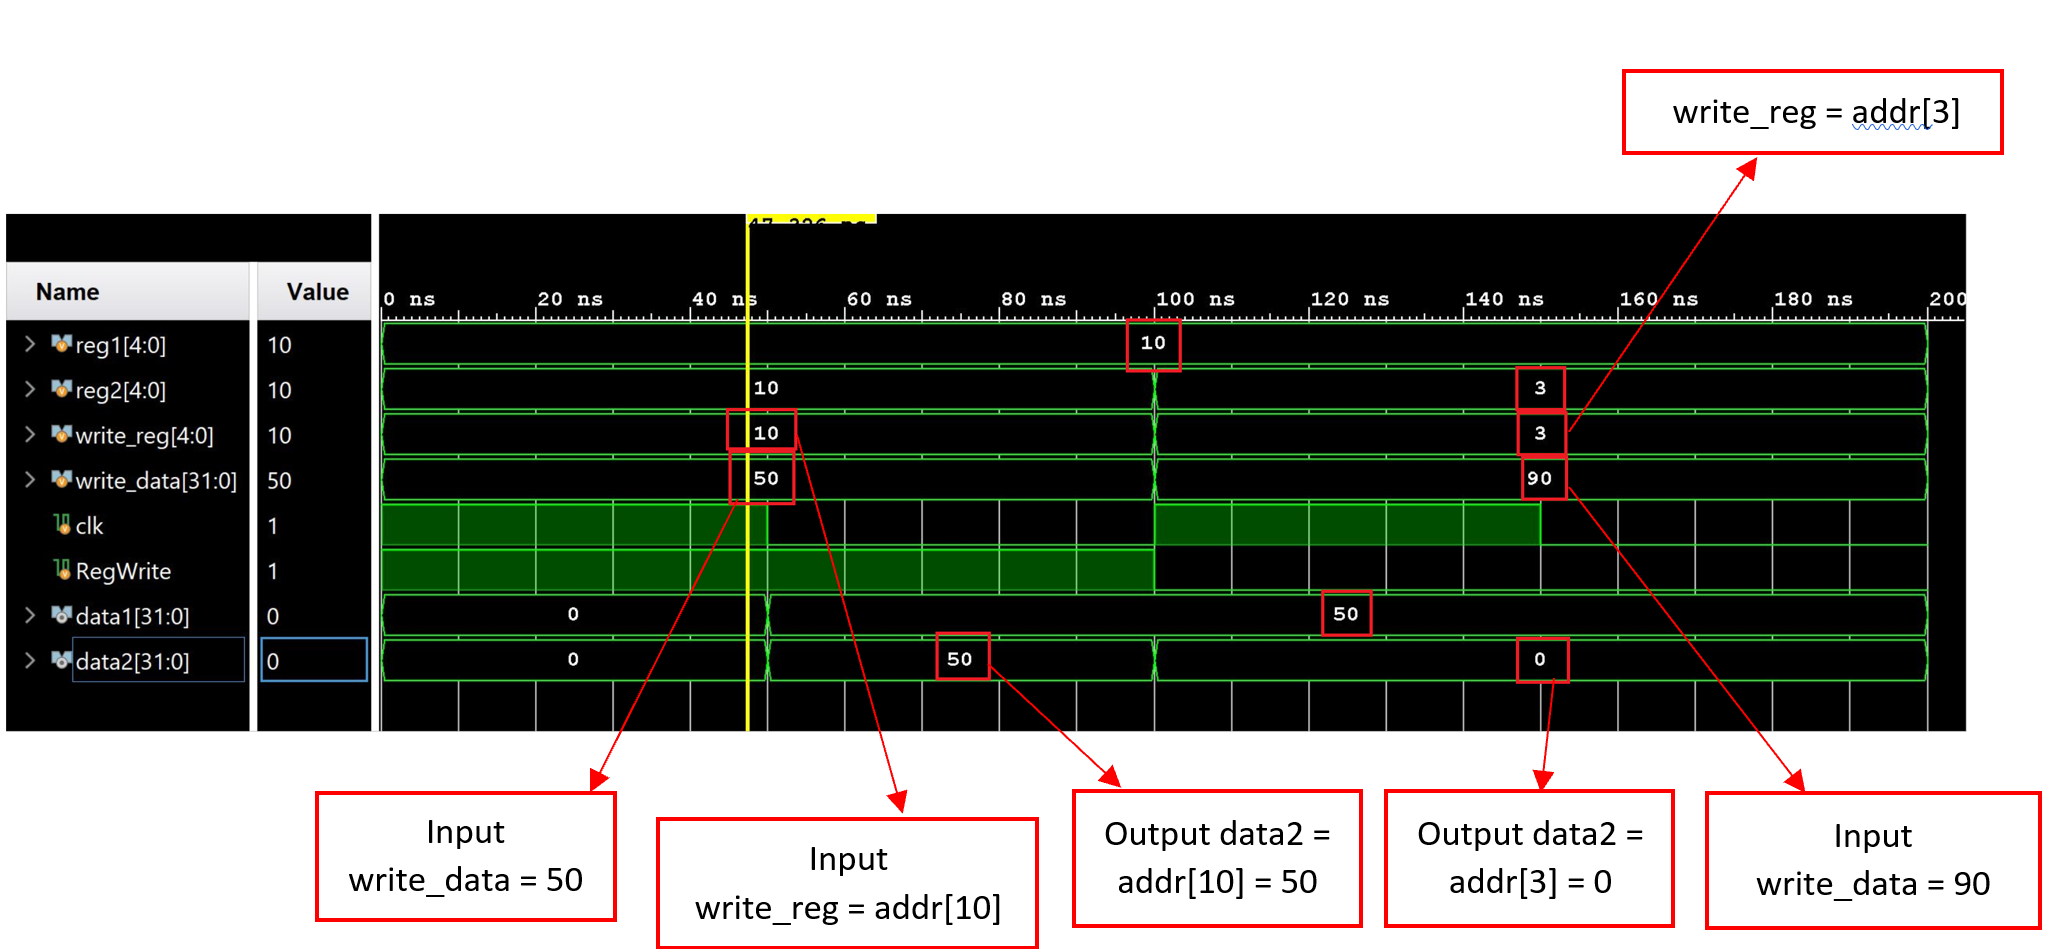 write_reg = addr[3]
Name Value
0 ns 20 ns 40 ns 60 ns 80 ns 100 ns 120 ns 140 ns 160 ns 180 ns 200
reg1[4:0] 10 10
reg2[4:0] 10 10 3
write_reg[4:0] 10 10 3
write_data[31:0] 50 50 90
clk 1
RegWrite 1
data1[31:0] 0 0 50
data2[31:0] 0 0 50 0
Input
write_data = 50
Input
write_reg = addr[10]
Output data2 =
addr[10] = 50
Output data2 =
addr[3] = 0
Input
write_data = 90